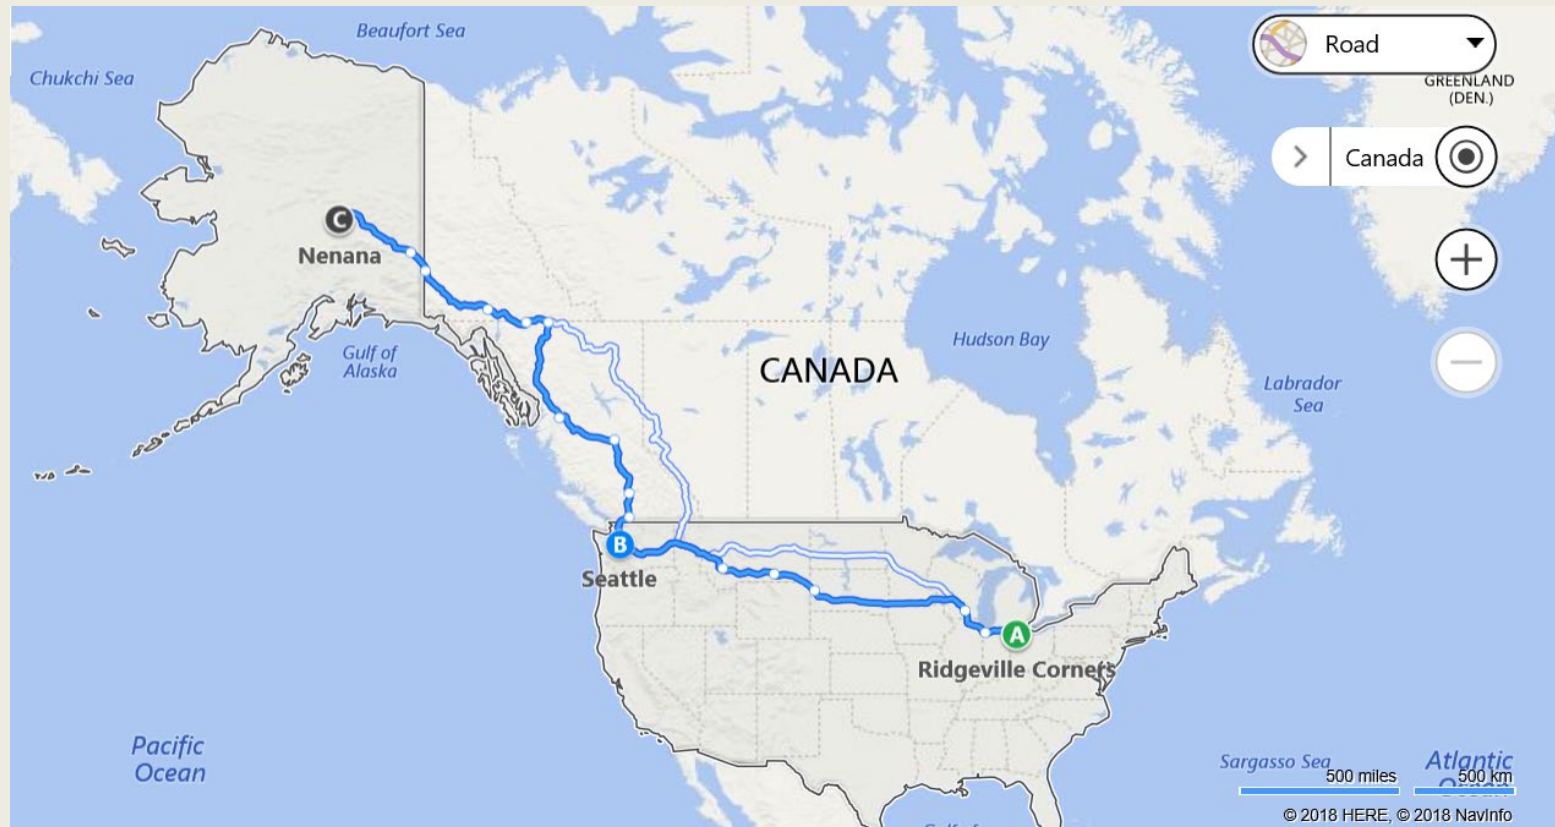 Beaufort Sea
Chukchi Sea
Road
GREENLAND
(DEN.)
Canada
C
Nenana
Hudson Bay
Gulf of
Alaska
CANADA
Labrador
Sea
B
Seattle
A
Ridgeville Corners
Pacific
Ocean
Sargasso Sea
Atlantic
Ocean
500 miles
500 km
© 2018 HERE, © 2018 NavInfo